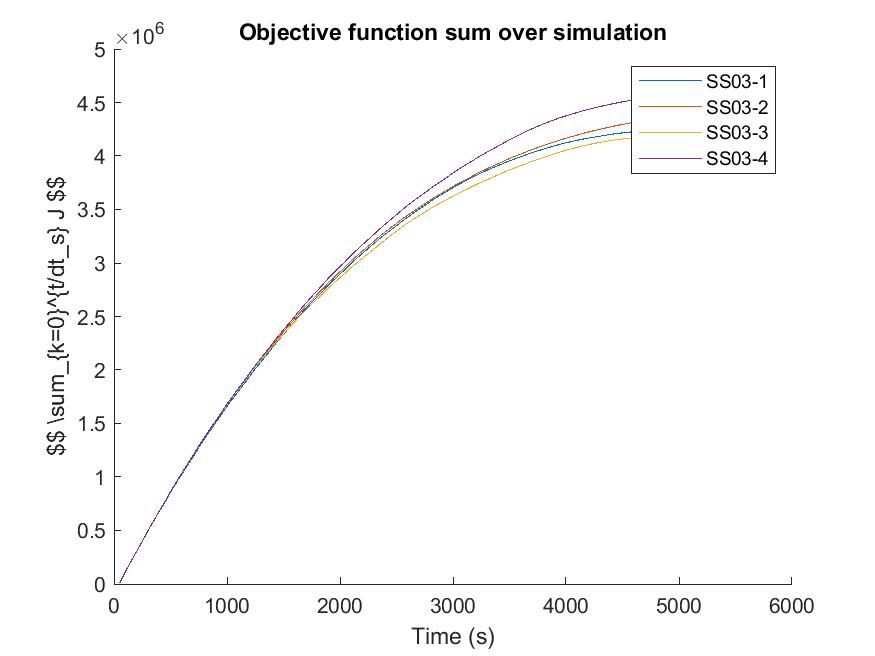 Objective function sum over simulation
×10^6
5
4.5
4
3.5
3
2.5
2
1.5
1
0.5
0
$$ \sum_{k=0}^{t/dt_s} J $$
SS03-1
SS03-2
SS03-3
SS03-4
0 1000 2000 3000 4000 5000 6000
Time (s)